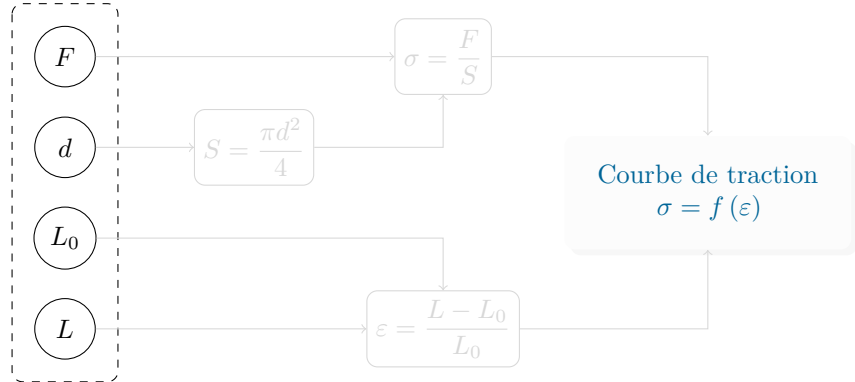 F
σ = F/S
d
S = πd²/4
Courbe de traction
σ = f (ε)
L₀
L
ε = (L − L₀)/L₀